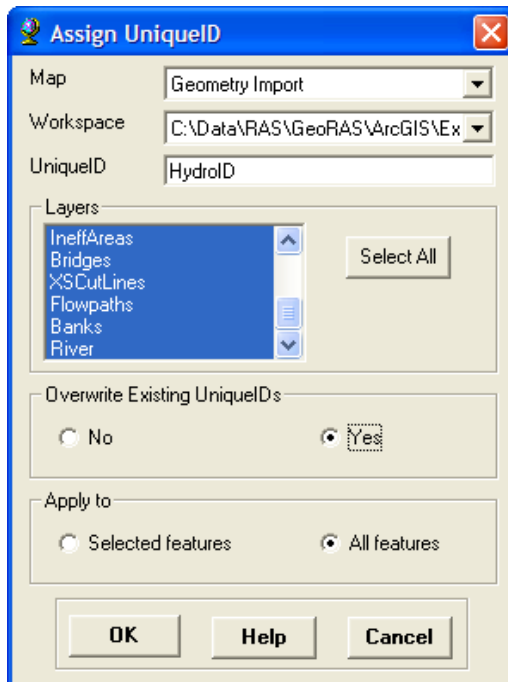 Assign UniqueID
Map Geometry Import
Workspace C:\Data\RAS\GeoRAS\ArcGIS\Ex
UniqueID HydroID
Layers
IneffAreas
Bridges
XSCutLines
Flowpaths
Banks
River
Select All
Overwrite Existing UniqueIDs
No Yes
Apply to
Selected features All features
OK Help Cancel